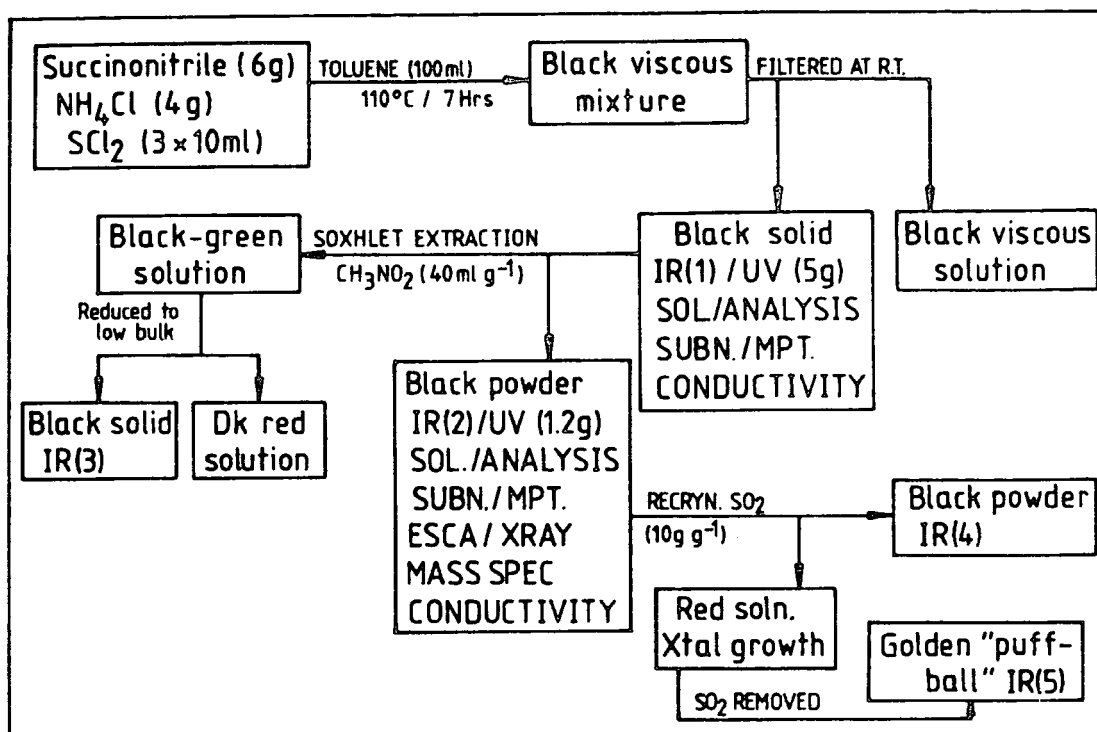 Succinonitrile (6g)
NH₄Cl (4g)
SCl₂ (3 × 10ml)
TOLUENE (100ml)
110°C / 7 Hrs
Black viscous
mixture
FILTERED AT R.T.
Black viscous
solution
Black solid
IR(1) / UV (5g)
SOL./ANALYSIS
SUBN./MPT.
CONDUCTIVITY
SOXHLET EXTRACTION
CH₃NO₂ (40ml g⁻¹)
Black-green
solution
Reduced to
low bulk
Black solid
IR(3)
Dk red
solution
Black powder
IR(2)/UV (1.2g)
SOL./ANALYSIS
SUBN./MPT.
ESCA / XRAY
MASS SPEC
CONDUCTIVITY
RECRYN. SO₂
(10g g⁻¹)
Black powder
IR(4)
Red soln.
Xtal growth
SO₂ REMOVED
Golden "puff-
ball" IR(5)